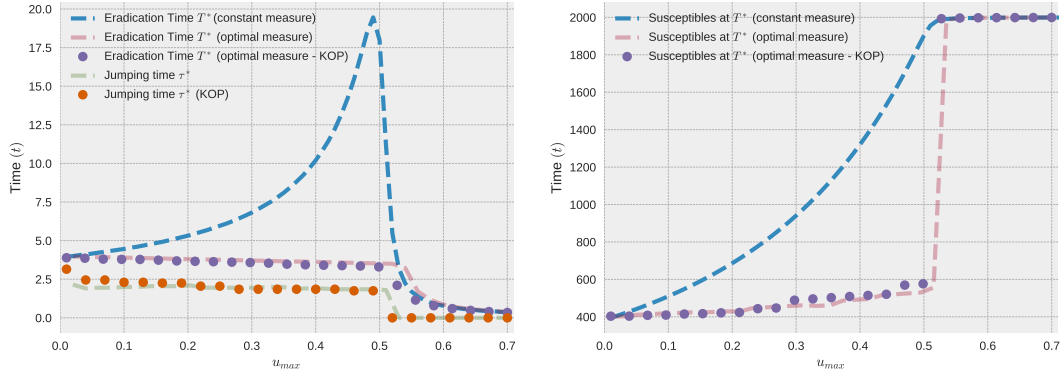 20.0
17.5
15.0
12.5
10.0
7.5
5.0
2.5
0.0
Time (t)
Eradication Time T* (constant measure)
Eradication Time T* (optimal measure)
Eradication Time T* (optimal measure - KOP)
Jumping time τ*
Jumping time τ* (KOP)
0.0 0.1 0.2 0.3 0.4 0.5 0.6 0.7
u_max
2000
1800
1600
1400
1200
1000
800
600
400
Time (t)
Susceptibles at T* (constant measure)
Susceptibles at T* (optimal measure)
Susceptibles at T* (optimal measure - KOP)
0.0 0.1 0.2 0.3 0.4 0.5 0.6 0.7
u_max